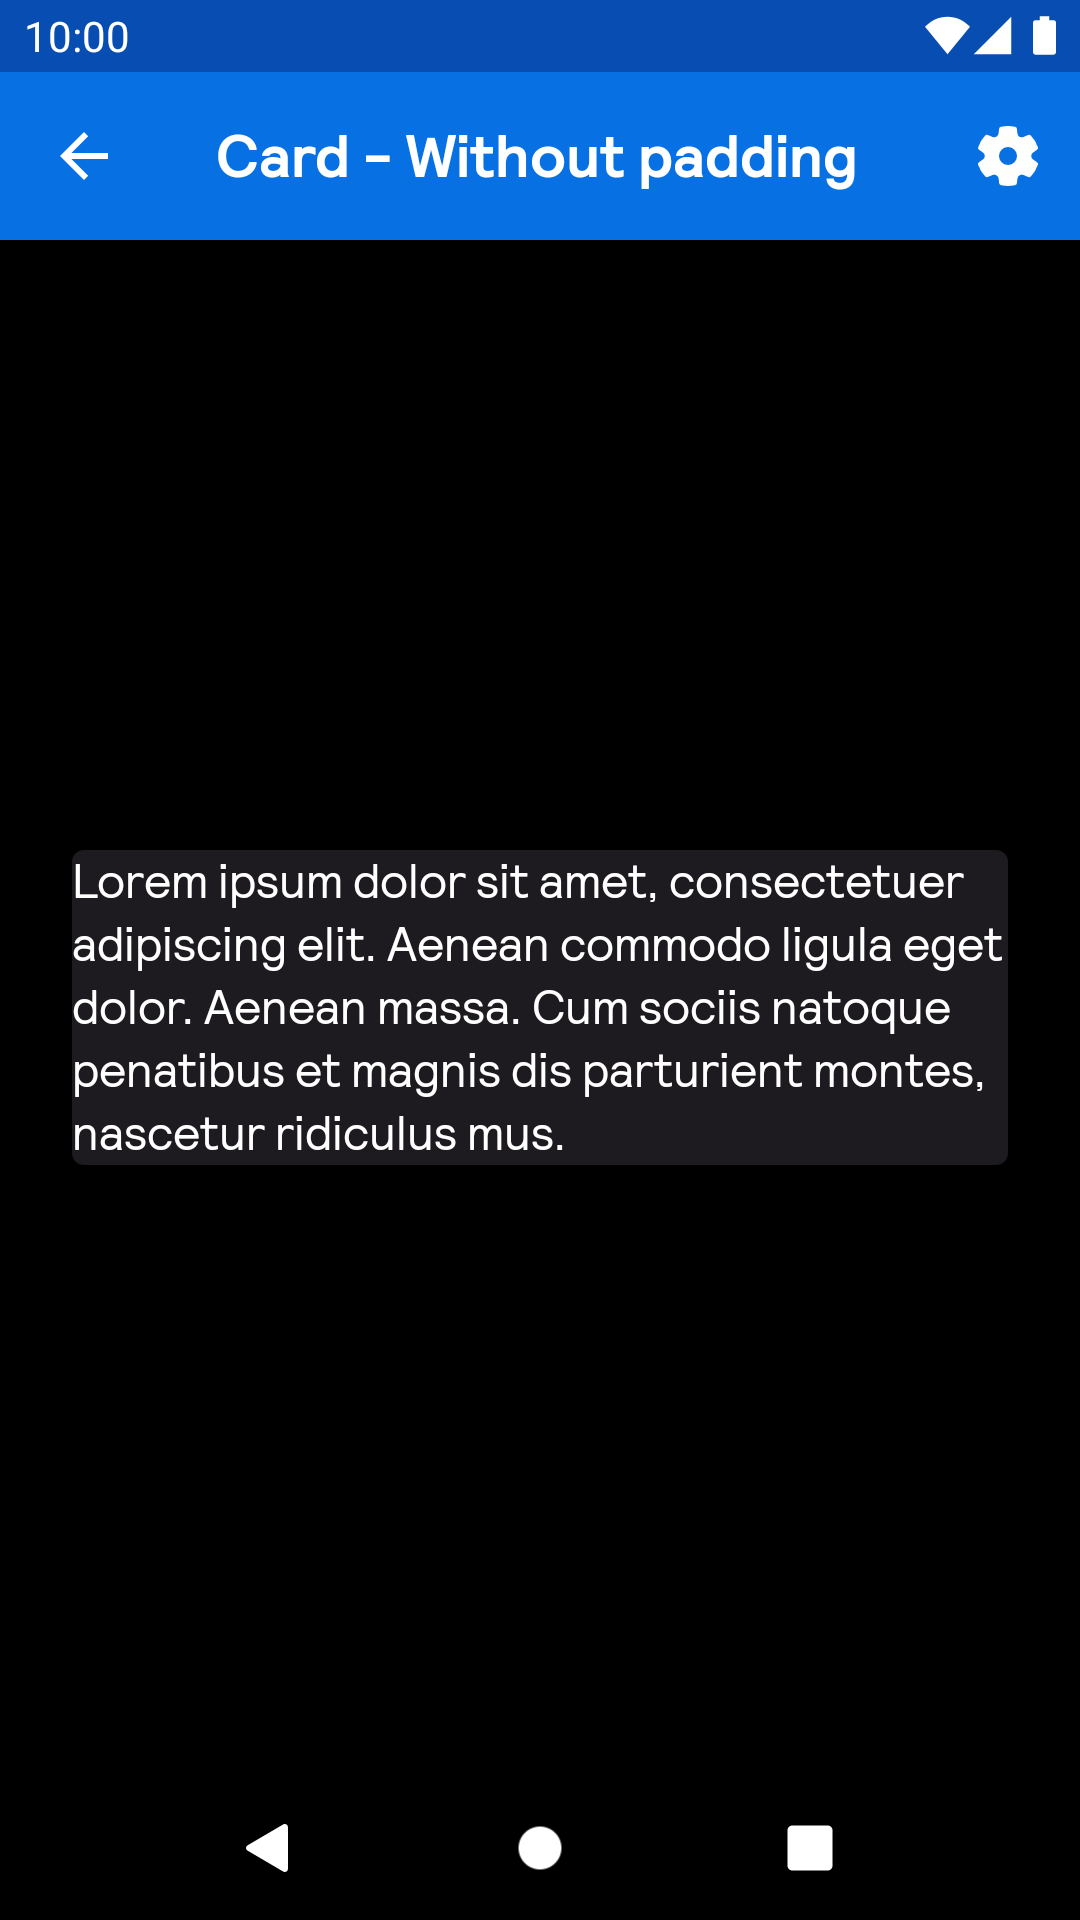 10:00
Card - Without padding
Lorem ipsum dolor sit amet, consectetuer
adipiscing elit. Aenean commodo ligula eget
dolor. Aenean massa. Cum sociis natoque
penatibus et magnis dis parturient montes,
nascetur ridiculus mus.